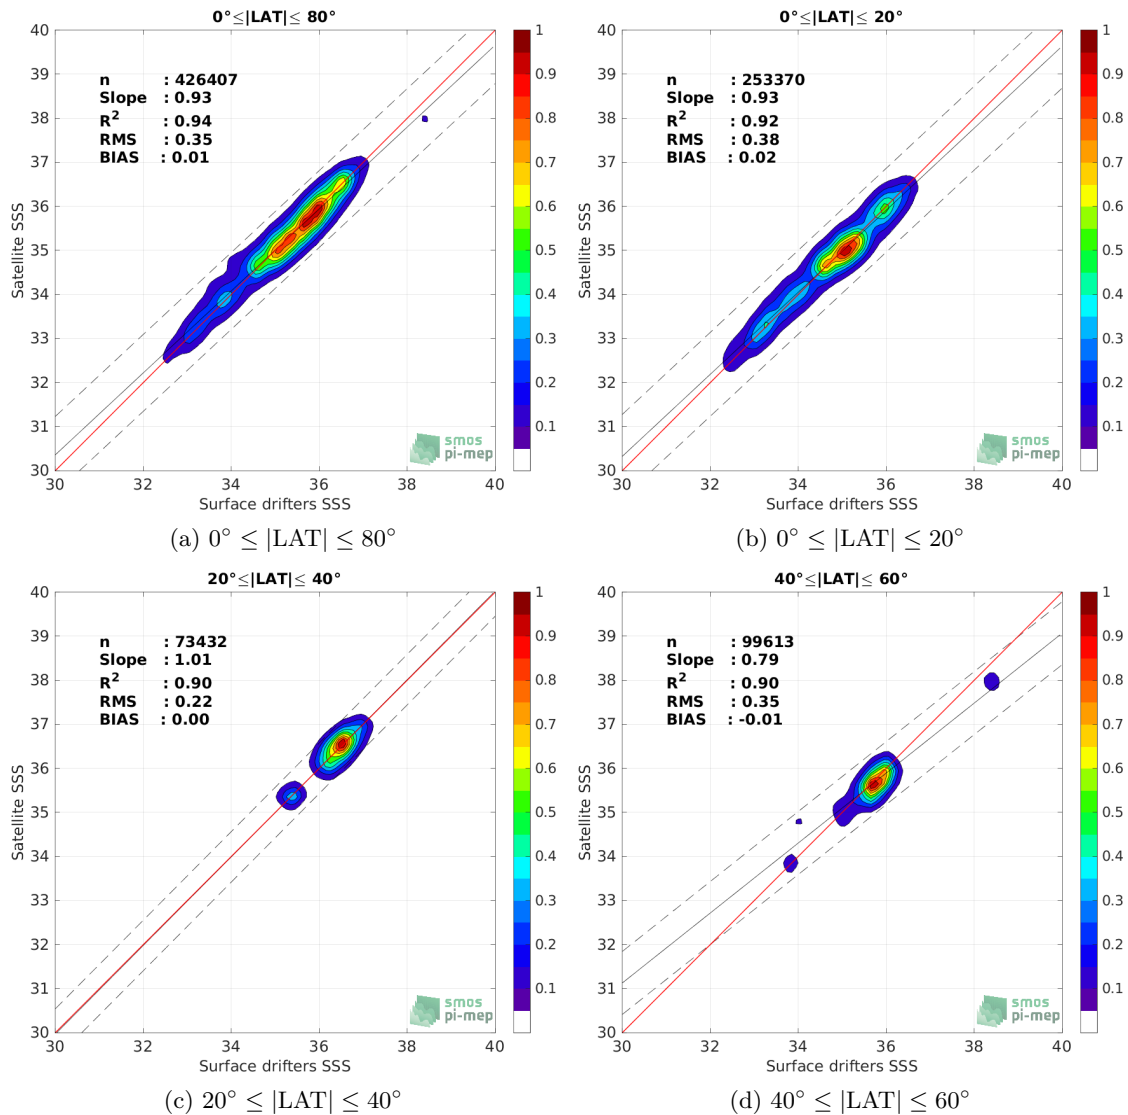 0°≤|LAT|≤ 80°
n : 426407
Slope : 0.93
R² : 0.94
RMS : 0.35
BIAS : 0.01
40
39
38
37
36
35
34
33
32
31
30
30 32 34 36 38 40
Satellite SSS
Surface drifters SSS
1
0.9
0.8
0.7
0.6
0.5
0.4
0.3
0.2
0.1
smos
pi-mep
(a) 0° ≤ |LAT| ≤ 80°
0°≤|LAT|≤ 20°
n : 253370
Slope : 0.93
R² : 0.92
RMS : 0.38
BIAS : 0.02
40
39
38
37
36
35
34
33
32
31
30
30 32 34 36 38 40
Satellite SSS
Surface drifters SSS
1
0.9
0.8
0.7
0.6
0.5
0.4
0.3
0.2
0.1
smos
pi-mep
(b) 0° ≤ |LAT| ≤ 20°
20°≤|LAT|≤ 40°
n : 73432
Slope : 1.01
R² : 0.90
RMS : 0.22
BIAS : 0.00
40
39
38
37
36
35
34
33
32
31
30
30 32 34 36 38 40
Satellite SSS
Surface drifters SSS
1
0.9
0.8
0.7
0.6
0.5
0.4
0.3
0.2
0.1
smos
pi-mep
(c) 20° ≤ |LAT| ≤ 40°
40°≤|LAT|≤ 60°
n : 99613
Slope : 0.79
R² : 0.90
RMS : 0.35
BIAS : -0.01
40
39
38
37
36
35
34
33
32
31
30
30 32 34 36 38 40
Satellite SSS
Surface drifters SSS
1
0.9
0.8
0.7
0.6
0.5
0.4
0.3
0.2
0.1
smos
pi-mep
(d) 40° ≤ |LAT| ≤ 60°